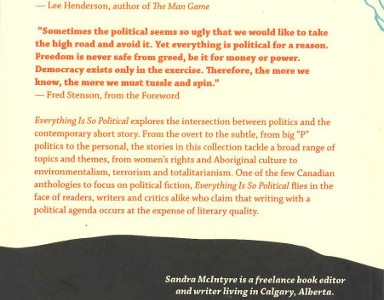 — Lee Henderson, author of The Man Game
"Sometimes the political seems so ugly that we would like to take
the high road and avoid it. Yet everything is political for a reason.
Freedom is never safe from greed, be it for money or power.
Democracy exists only in the exercise. Therefore, the more we
know, the more we must tussle and spin."
— Fred Stenson, from the Foreword
Everything Is So Political explores the intersection between politics and the
contemporary short story. From the overt to the subtle, from big "P"
politics to the personal, the stories in this collection tackle a broad range of
topics and themes, from women's rights and Aboriginal culture to
environmentalism, terrorism and totalitarianism. One of the few Canadian
anthologies to focus on political fiction, Everything Is So Political flies in the
face of readers, writers and critics alike who claim that writing with a
political agenda occurs at the expense of literary quality.
Sandra McIntyre is a freelance book editor
and writer living in Calgary, Alberta.